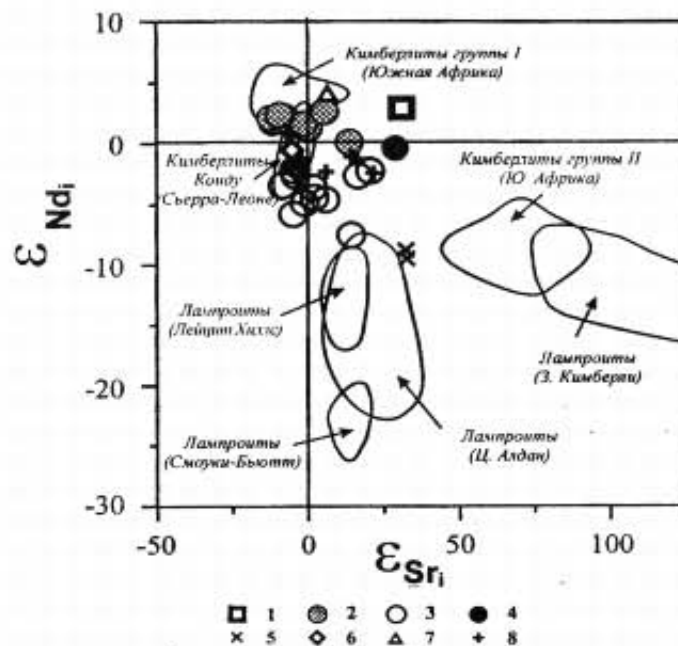 10
Кимберлиты группы I
(Южная Африка)
0
Кимберлиты
Конду
(Сьерра-Леоне)
Кимберлиты группы II
(Ю Африка)
ε Nd i
-10
Лампроиты
(Лейцит Хиллс)
Лампроиты
(З. Кимберли)
-20
Лампроиты
(Смоуки-Бьютт)
Лампроиты
(Ц. Алдан)
-30
-50 0 50 100
ε Sr i
1 2 3 4
5 6 7 8